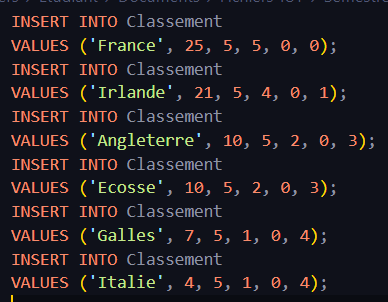 INSERT INTO Classement
VALUES ('France', 25, 5, 5, 0, 0);
INSERT INTO Classement
VALUES ('Irlande', 21, 5, 4, 0, 1);
INSERT INTO Classement
VALUES ('Angleterre', 10, 5, 2, 0, 3);
INSERT INTO Classement
VALUES ('Ecosse', 10, 5, 2, 0, 3);
INSERT INTO Classement
VALUES ('Galles', 7, 5, 1, 0, 4);
INSERT INTO Classement
VALUES ('Italie', 4, 5, 1, 0, 4);